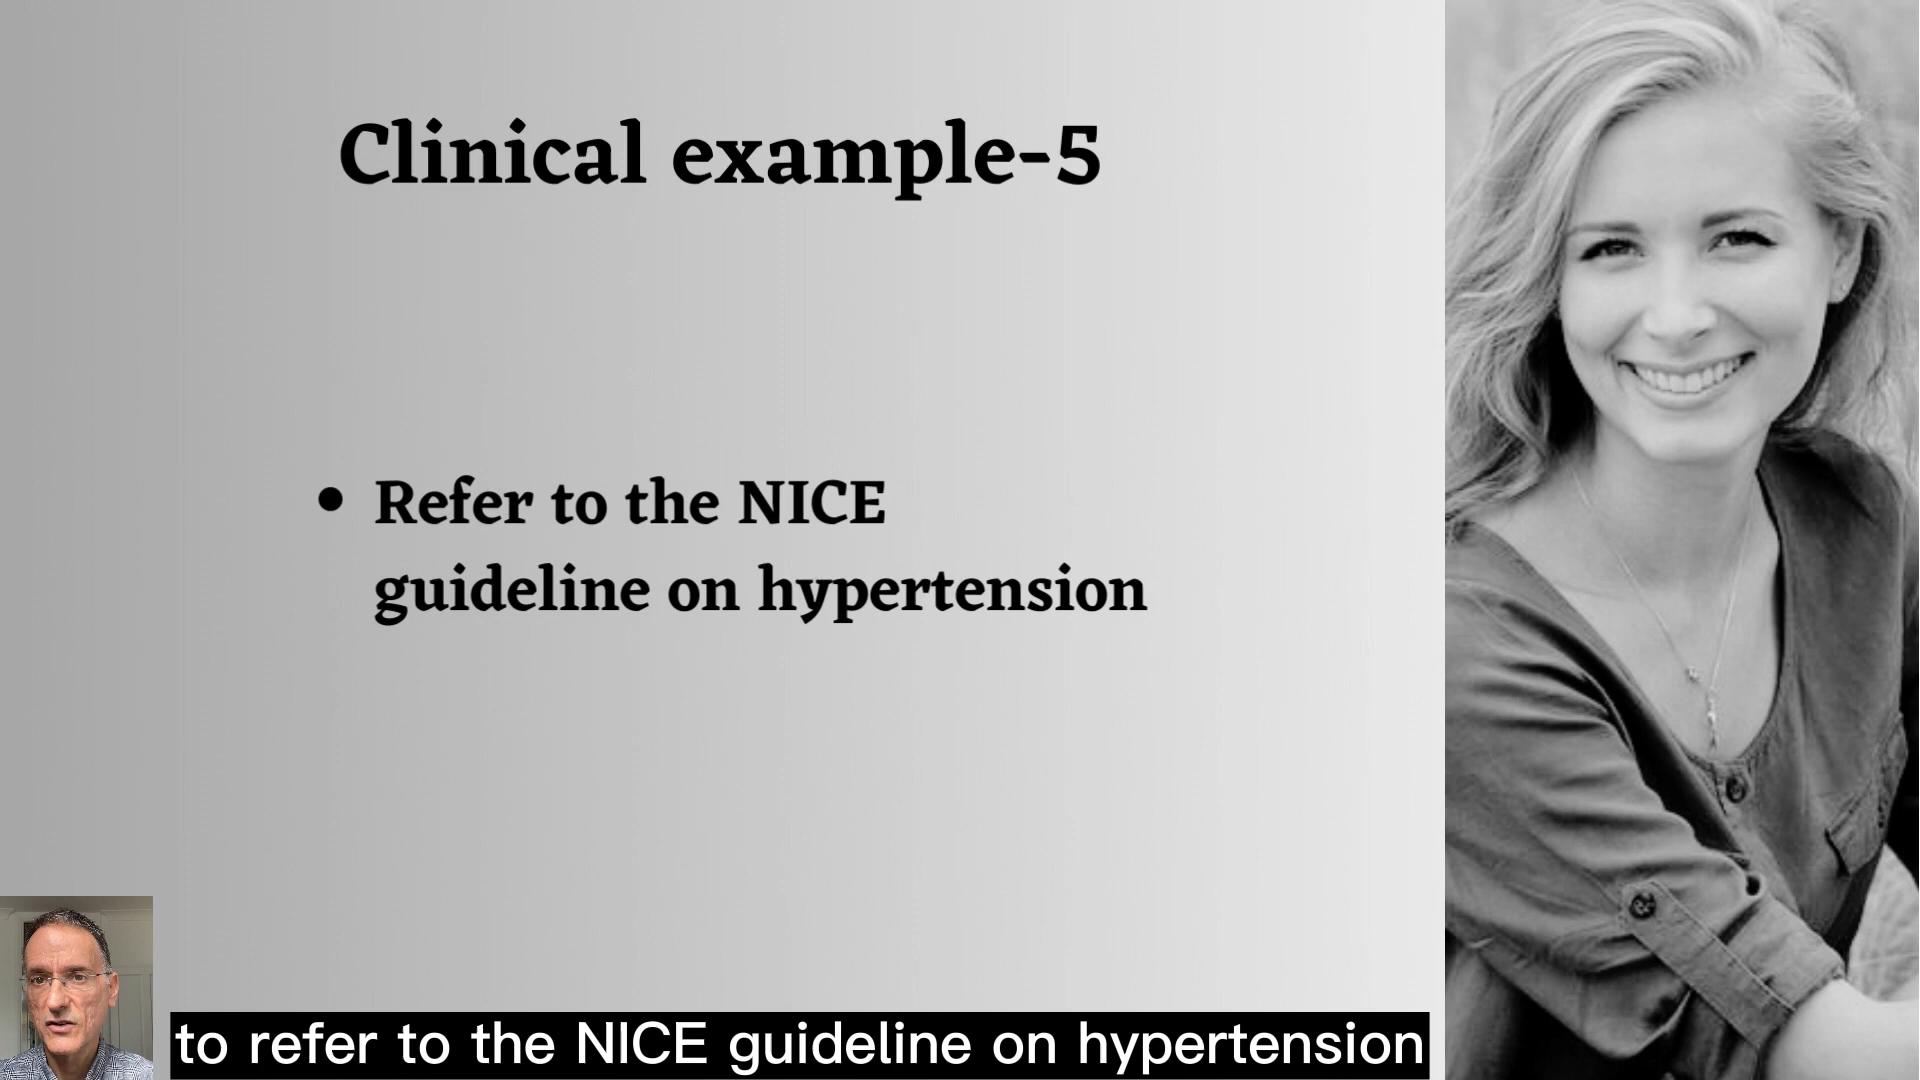 Clinical example-5
• Refer to the NICE
guideline on hypertension
to refer to the NICE guideline on hypertension